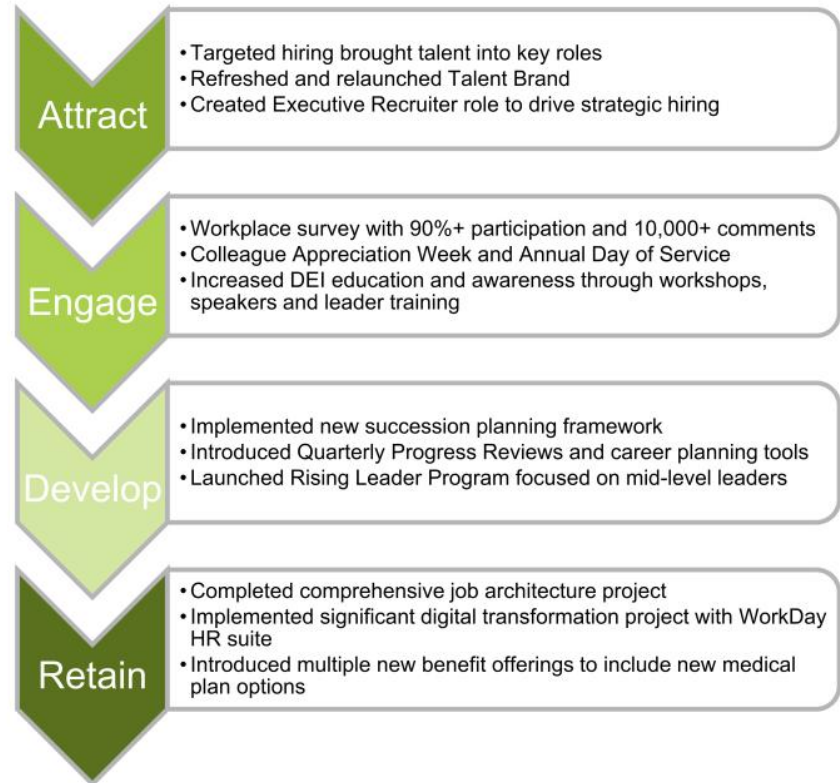 Attract
• Targeted hiring brought talent into key roles
• Refreshed and relaunched Talent Brand
• Created Executive Recruiter role to drive strategic hiring
Engage
• Workplace survey with 90%+ participation and 10,000+ comments
• Colleague Appreciation Week and Annual Day of Service
• Increased DEI education and awareness through workshops,
speakers and leader training
Develop
• Implemented new succession planning framework
• Introduced Quarterly Progress Reviews and career planning tools
• Launched Rising Leader Program focused on mid-level leaders
Retain
• Completed comprehensive job architecture project
• Implemented significant digital transformation project with WorkDay
HR suite
• Introduced multiple new benefit offerings to include new medical
plan options